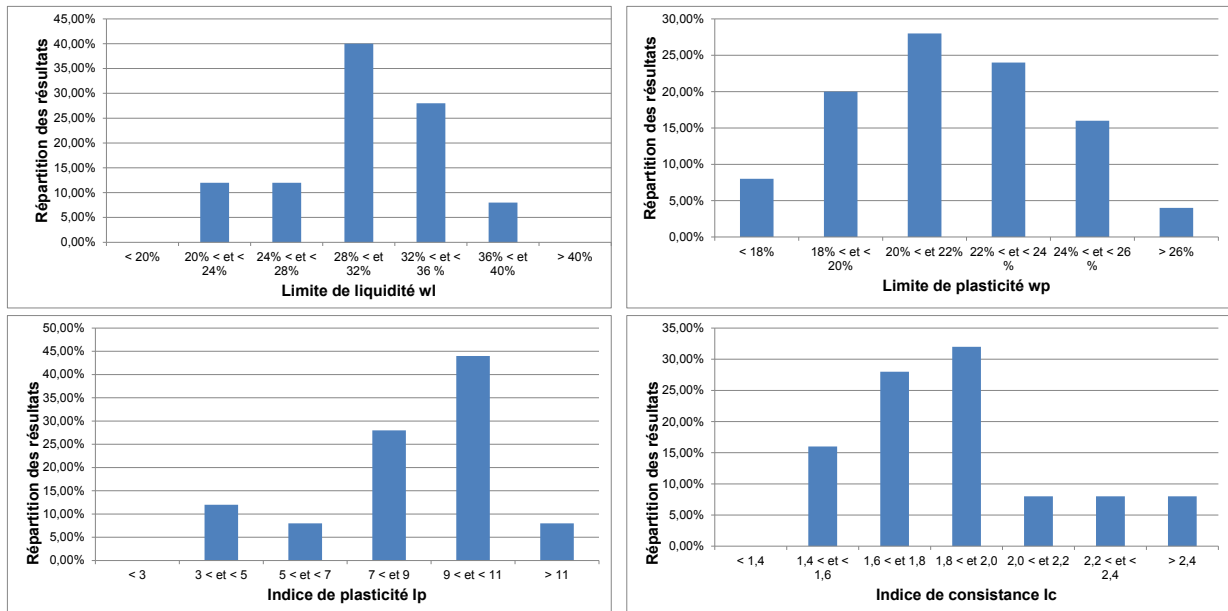 45,00%
40,00%
35,00%
30,00%
25,00%
20,00%
15,00%
10,00%
5,00%
0,00%
Répartition des résultats
< 20%
20% < et <
24%
24% < et <
28%
28% < et
32%
32% < et <
36 %
36% < et
40%
> 40%
Limite de liquidité wl
30,00%
25,00%
20,00%
15,00%
10,00%
5,00%
0,00%
Répartition des résultats
< 18%
18% < et <
20%
20% < et 22%
22% < et < 24
%
24% < et < 26
%
> 26%
Limite de plasticité wp
50,00%
45,00%
40,00%
35,00%
30,00%
25,00%
20,00%
15,00%
10,00%
5,00%
0,00%
Répartition des résultats
< 3
3 < et < 5
5 < et < 7
7 < et 9
9 < et < 11
> 11
Indice de plasticité Ip
35,00%
30,00%
25,00%
20,00%
15,00%
10,00%
5,00%
0,00%
Répartition des résultats
< 1,4
1,4 < et <
1,6
1,6 < et 1,8
1,8 < et 2,0
2,0 < et 2,2
2,2 < et <
2,4
> 2,4
Indice de consistance Ic